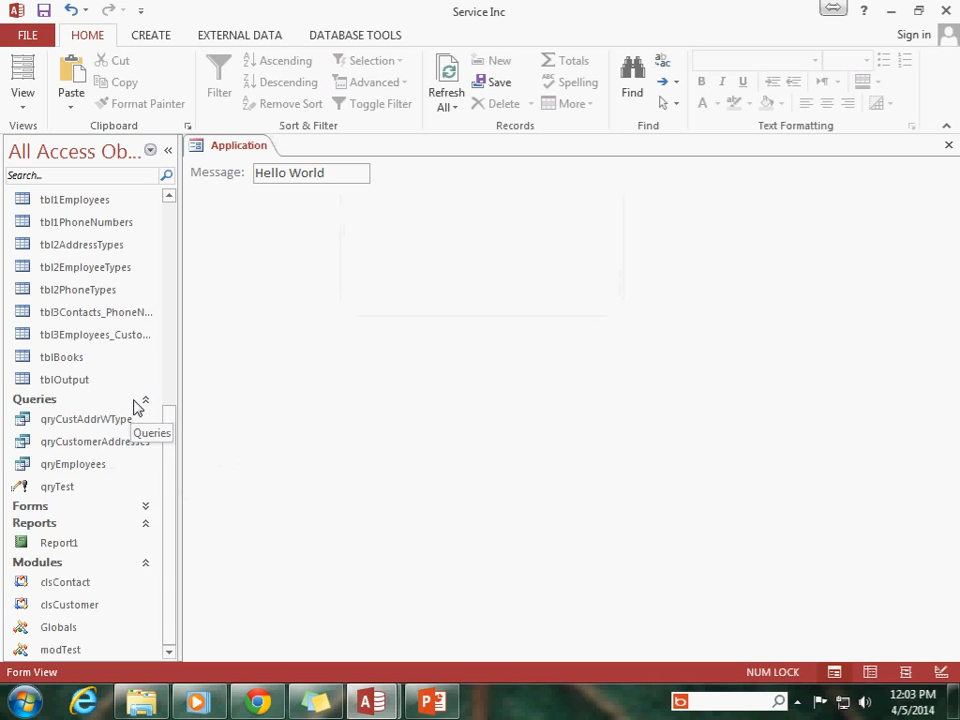 Service Inc
Sign in
FILE HOME CREATE EXTERNAL DATA DATABASE TOOLS
View
Views
Paste
Cut
Copy
Format Painter
Clipboard
Filter
Ascending
Descending
Remove Sort
Selection
Advanced
Toggle Filter
Sort & Filter
Refresh
All
New
Save
Delete
Totals
Spelling
More
Records
Find
abc
ac
Find
B I U
A
Text Formatting
All Access Ob...
Search...
tbl1Employees
tbl1PhoneNumbers
tbl2AddressTypes
tbl2EmployeeTypes
tbl2PhoneTypes
tbl3Contacts_PhoneN...
tbl3Employees_Custo...
tblBooks
tblOutput
Queries
qryCustAddrWType
Queries
qryCustomerAddresses
qryEmployees
qryTest
Forms
Reports
Report1
Modules
clsContact
clsCustomer
Globals
modTest
Application
Message: Hello World
Form View
NUM LOCK
12:03 PM
4/5/2014